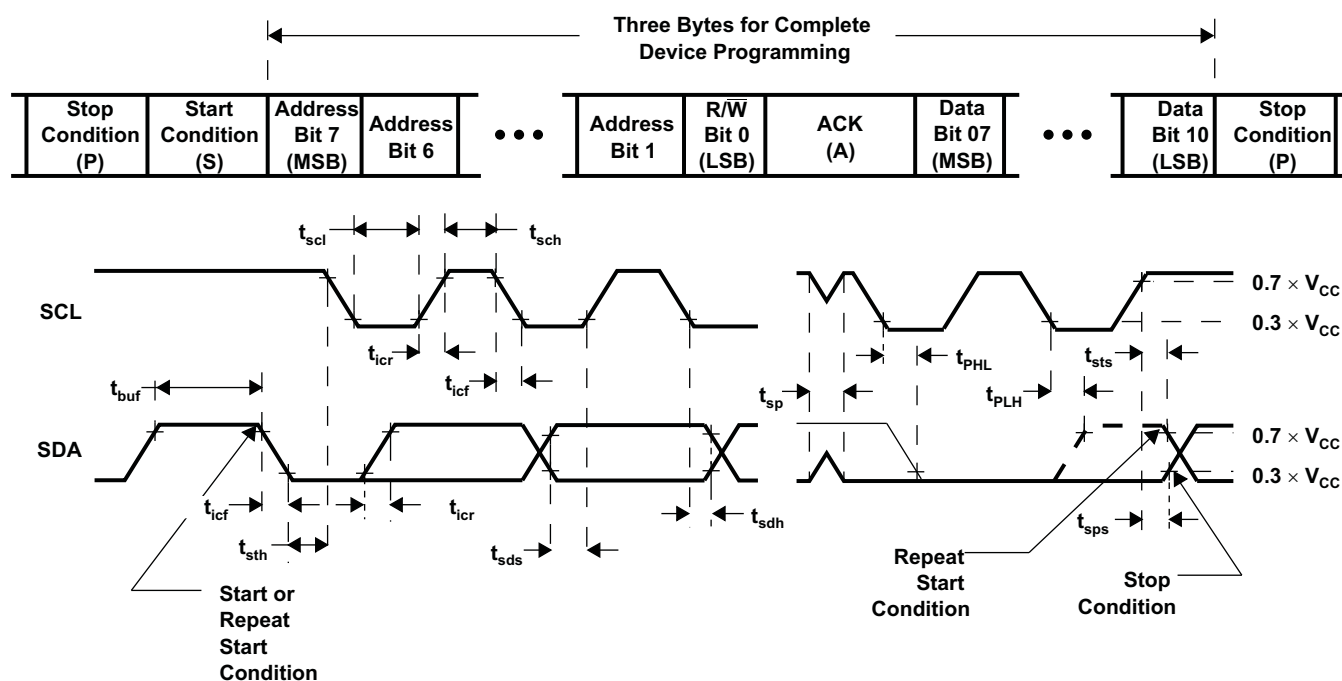 Three Bytes for Complete
Device Programming
Stop
Condition
(P)
Start
Condition
(S)
Address
Bit 7
(MSB)
Address
Bit 6
•••
Address
Bit 1
R/W̅
Bit 0
(LSB)
ACK
(A)
Data
Bit 07
(MSB)
•••
Data
Bit 10
(LSB)
Stop
Condition
(P)
tscl
tsch
SCL
0.7 × VCC
0.3 × VCC
ticr
tPHL
tsts
tbuf
ticf
tsp
tPLH
SDA
0.7 × VCC
0.3 × VCC
ticf
ticr
tsdh
tsth
tsds
tsps
Start or
Repeat
Start
Condition
Repeat
Start
Condition
Stop
Condition